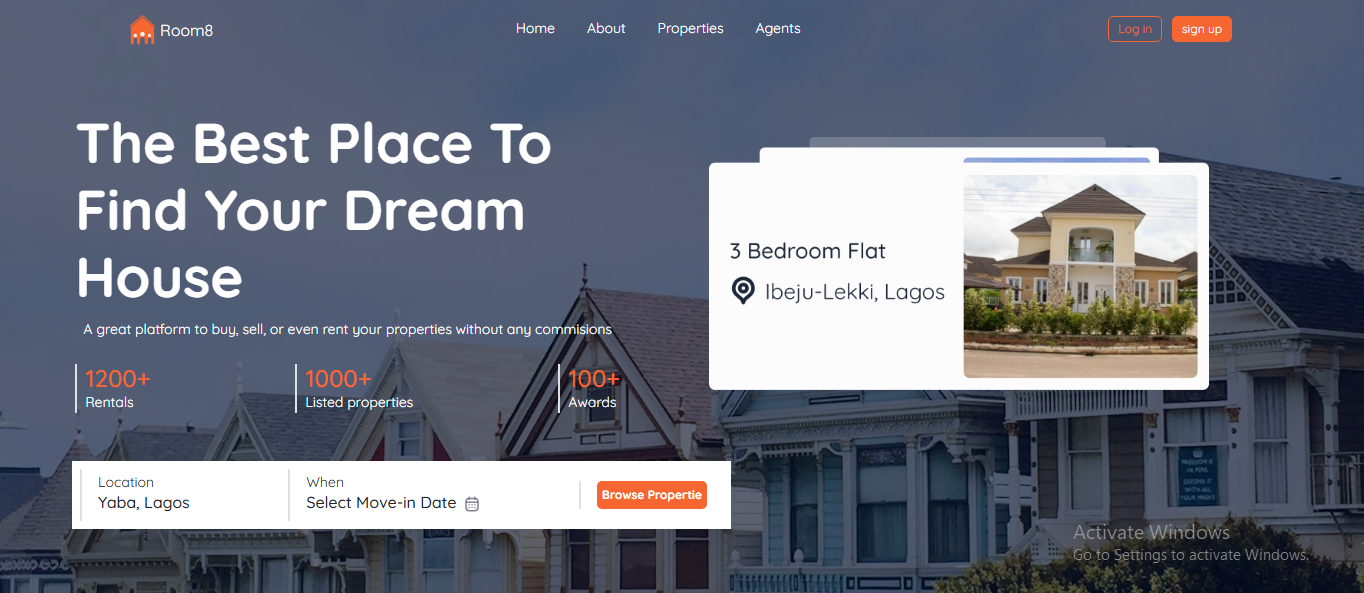 Room8
Home About Properties Agents
Log in sign up
The Best Place To
Find Your Dream
House
A great platform to buy, sell, or even rent your properties without any commisions
1200+
Rentals
1000+
Listed properties
100+
Awards
3 Bedroom Flat
Ibeju-Lekki, Lagos
Location
Yaba, Lagos
When
Select Move-in Date
Browse Propertie
Activate Windows
Go to Settings to activate Windows.